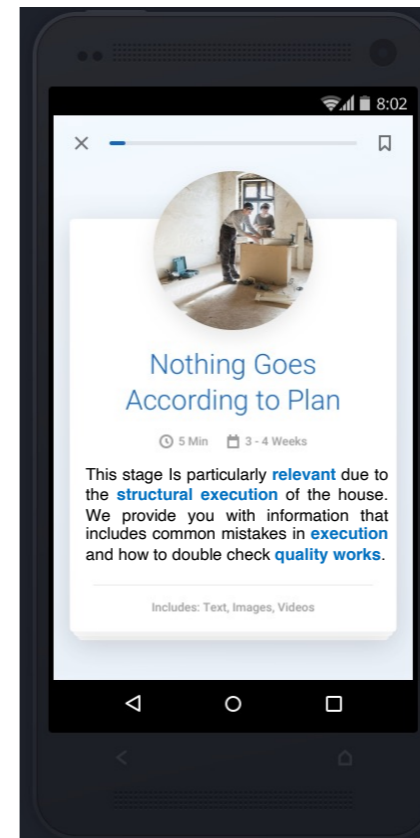 8:02
Nothing Goes
According to Plan
5 Min 3 - 4 Weeks
This stage Is particularly relevant due to
the structural execution of the house.
We provide you with information that
includes common mistakes in execution
and how to double check quality works.
Includes: Text, Images, Videos